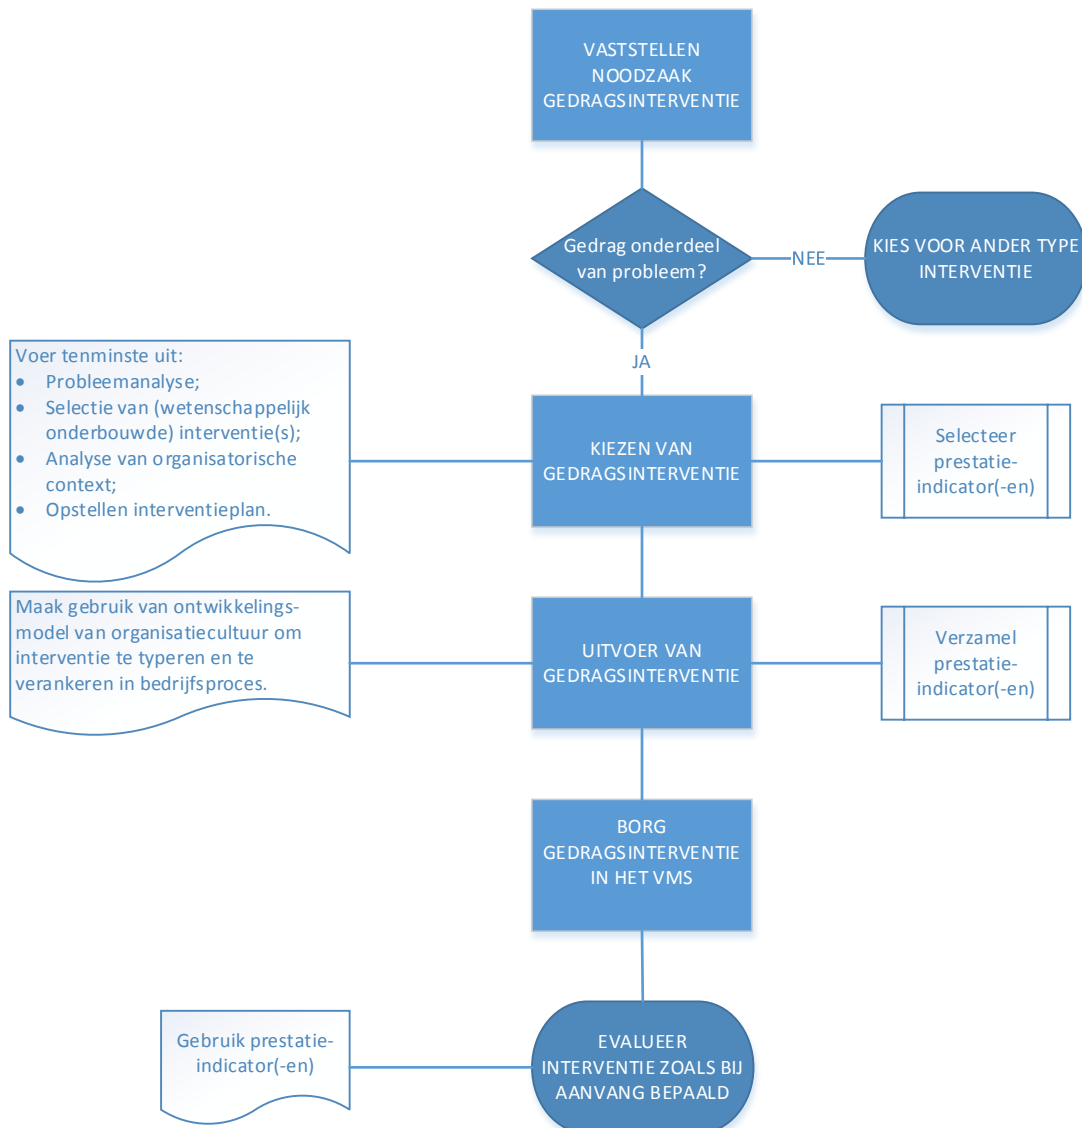 VASTSTELLEN
NOODZAAK
GEDRAGSINTERVENTIE
Gedrag onderdeel
van probleem?
NEE
KIES VOOR ANDER TYPE
INTERVENTIE
JA
Voer tenminste uit:
• Probleemanalyse;
• Selectie van (wetenschappelijk
onderbouwde) interventie(s);
• Analyse van organisatorische
context;
• Opstellen interventieplan.
KIEZEN VAN
GEDRAGSINTERVENTIE
Selecteer
prestatie-
indicator(-en)
Maak gebruik van ontwikkelings-
model van organisatiecultuur om
interventie te typeren en te
verankeren in bedrijfsproces.
UITVOER VAN
GEDRAGSINTERVENTIE
Verzamel
prestatie-
indicator(-en)
BORG
GEDRAGSINTERVENTIE
IN HET VMS
Gebruik prestatie-
indicator(-en)
EVALUEER
INTERVENTIE ZOALS BIJ
AANVANG BEPAALD